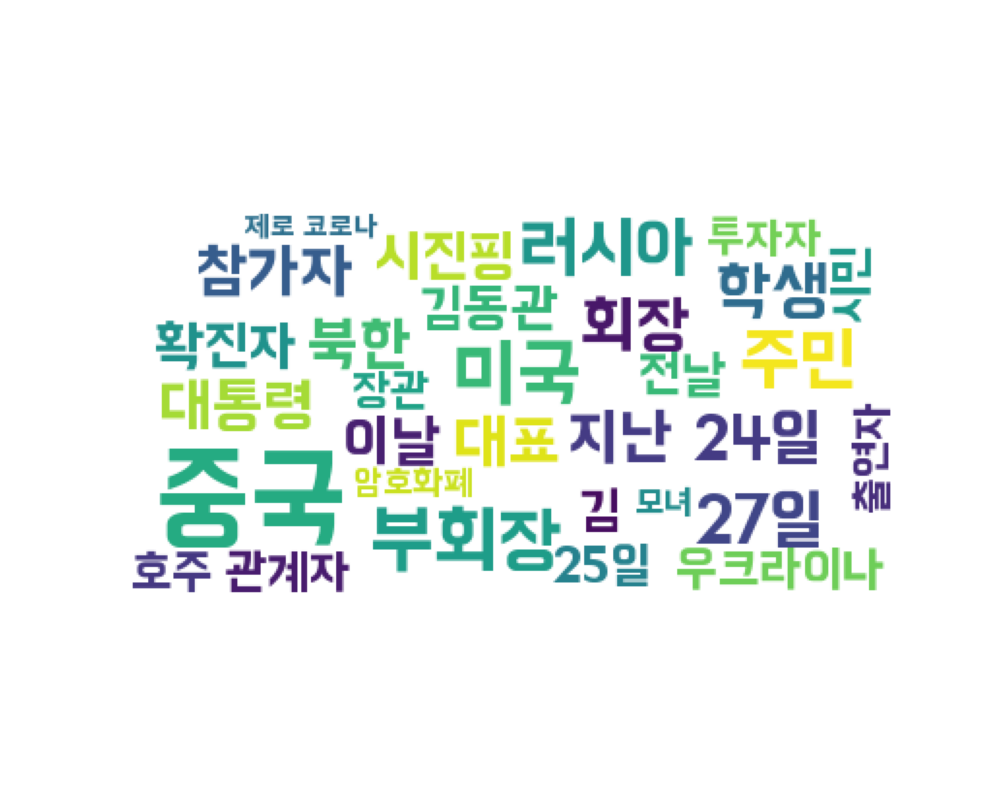 제로 코로나
참가자
시진핑
러시아
투자자
학생
시민
김동관
회장
확진자
북한
미국
전날
주민
장관
대통령
이날
대표
지난
24일
출연자
중국
암호화폐
부회장
김
모녀
27일
호주
관계자
25일
우크라이나